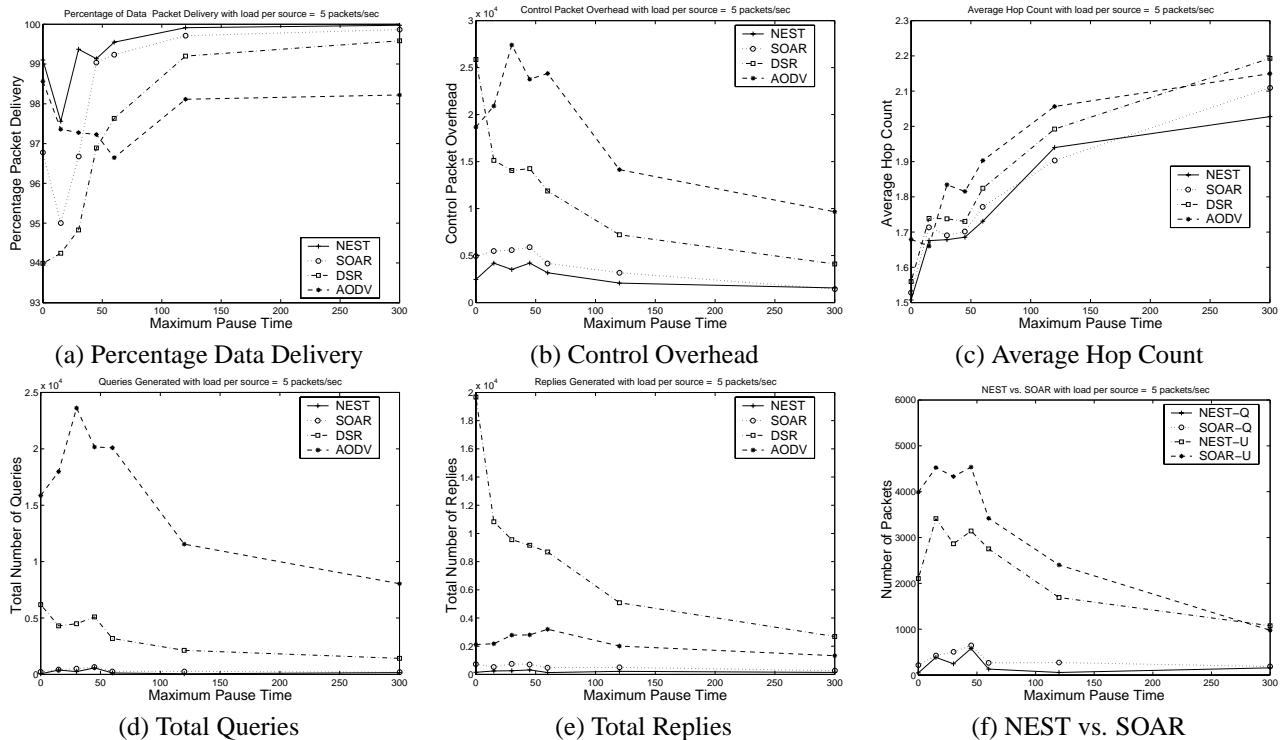 Percentage of Data Packet Delivery with load per source = 5 packets/sec
100
99
98
97
96
95
94
93
Percentage Packet Delivery
NEST
SOAR
DSR
AODV
0 50 100 150 200 250 300
Maximum Pause Time
(a) Percentage Data Delivery
Control Packet Overhead with load per source = 5 packets/sec
x 10^4
3
2.5
2
1.5
1
0.5
0
Control Packet Overhead
NEST
SOAR
DSR
AODV
0 50 100 150 200 250 300
Maximum Pause Time
(b) Control Overhead
Average Hop Count with load per source = 5 packets/sec
2.3
2.2
2.1
2
1.9
1.8
1.7
1.6
1.5
Average Hop Count
NEST
SOAR
DSR
AODV
0 50 100 150 200 250 300
Maximum Pause Time
(c) Average Hop Count
Queries Generated with load per source = 5 packets/sec
x 10^4
2.5
2
1.5
1
0.5
0
Total Number of Queries
NEST
SOAR
DSR
AODV
0 50 100 150 200 250 300
Maximum Pause Time
(d) Total Queries
Replies Generated with load per source = 5 packets/sec
x 10^4
2
1.8
1.6
1.4
1.2
1
0.8
0.6
0.4
0.2
0
Total Number of Replies
NEST
SOAR
DSR
AODV
0 50 100 150 200 250 300
Maximum Pause Time
(e) Total Replies
NEST vs. SOAR with load per source = 5 packets/sec
6000
5000
4000
3000
2000
1000
0
Number of Packets
NEST-Q
SOAR-Q
NEST-U
SOAR-U
0 50 100 150 200 250 300
Maximum Pause Time
(f) NEST vs. SOAR